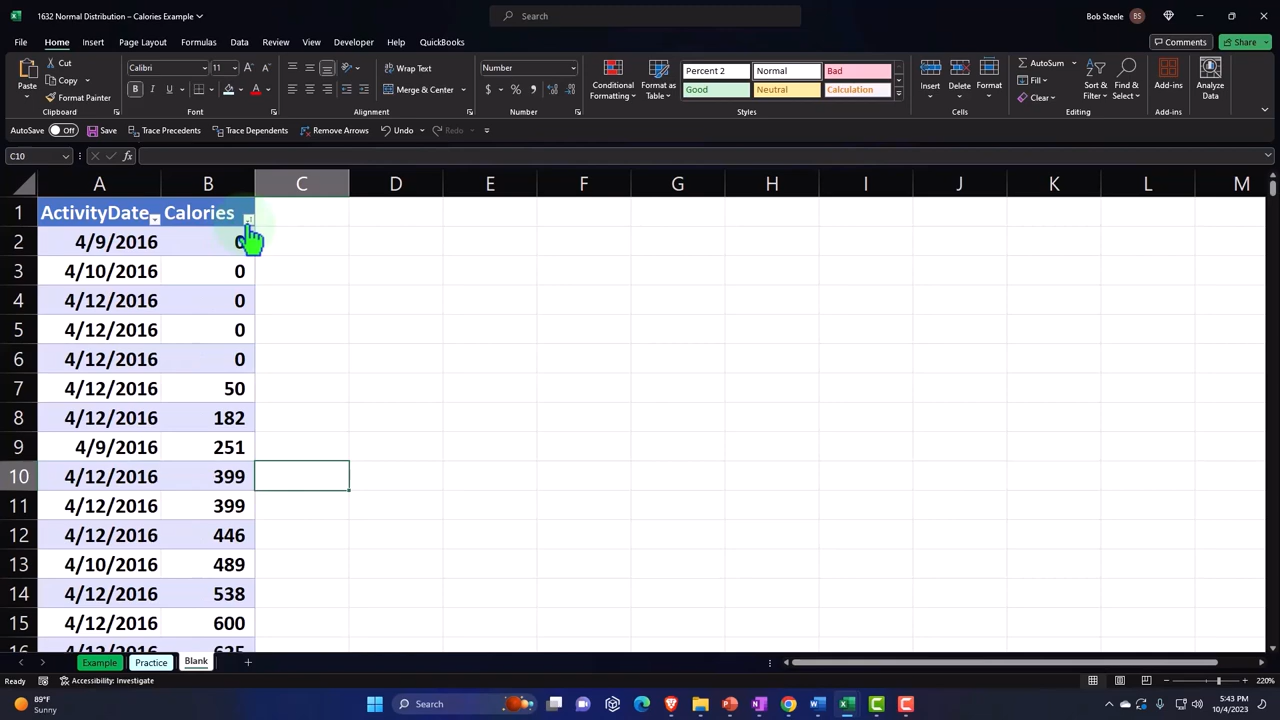 1632 Normal Distribution – Calories Example
Search
Bob Steele BS
File Home Insert Page Layout Formulas Data Review View Developer Help QuickBooks
Comments Share
Paste Cut Copy Format Painter
Clipboard
Calibri 11
B I U
Font
Wrap Text
Merge & Center
Alignment
Number
Number
Conditional Formatting
Format as Table
Percent 2 Normal Bad
Good Neutral Calculation
Styles
Insert Delete Format
Cells
AutoSum
Fill
Clear
Sort & Filter
Find & Select
Editing
Add-ins
Add-ins
Analyze Data
AutoSave Off Save Trace Precedents Trace Dependents Remove Arrows Undo Redo
C10 fx
A B C D E F G H I J K L M
1 ActivityDate Calories
2 4/9/2016 0
3 4/10/2016 0
4 4/12/2016 0
5 4/12/2016 0
6 4/12/2016 0
7 4/12/2016 50
8 4/12/2016 182
9 4/9/2016 251
10 4/12/2016 399
11 4/12/2016 399
12 4/12/2016 446
13 4/10/2016 489
14 4/12/2016 538
15 4/12/2016 600
16 4/12/2016 625
Example Practice Blank
Ready Accessibility: Investigate 220%
89°F
Sunny
Search
5:43 PM
10/4/2023